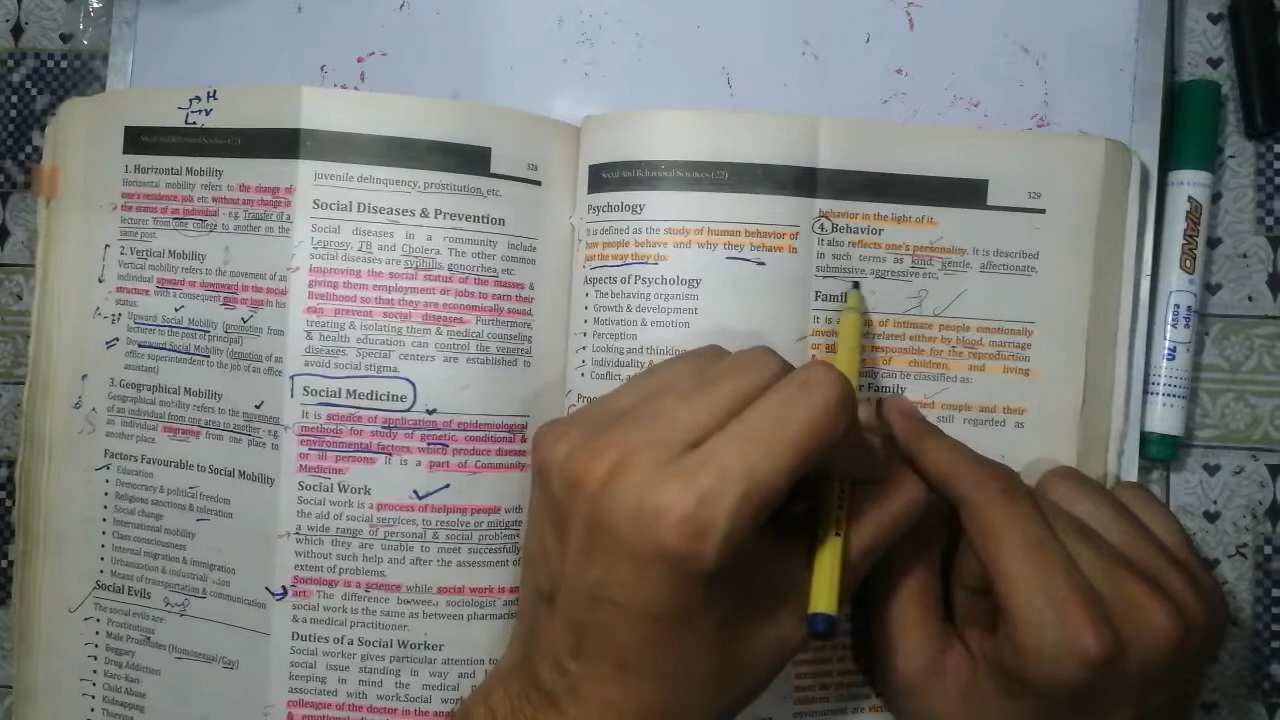 H
Social And Behavioral Sciences (22)
328
1. Horizontal Mobility
Horizontal mobility refers to the change of
one's residence, job, etc. without any change in
the status of an individual - e.g. Transfer of a
lecturer from one college to another on the
same post.
2. Vertical Mobility
Vertical mobility refers to the movement of an
individual upward or downward in the social
structure, with a consequent gain or loss in his
status.
Upward Social Mobility (promotion from
lecturer to the post of principal)
Downward Social Mobility (demotion of an
office superintendent to the job of an office
assistant)
3. Geographical Mobility
Geographical mobility refers to the movement
of an individual from one area to another - e.g.
an individual migrating from one place to
another place.
Factors Favourable to Social Mobility
• Education
• Democracy & political freedom
• Religious sanctions & toleration
• Social change
• International mobility
• Class consciousness
• Internal migration & immigration
• Urbanization & industrialization
• Means of transportation & communication
Social Evils
The social evils are:
• Prostitutions
• Male Prostitutes (Homosexual/Gay)
• Beggary
• Drug Addiction
• Karo-kari
• Child Abuse
• Kidnapping
• Thieving
juvenile delinquency, prostitution, etc.
Social Diseases & Prevention
Social diseases in a community include
Leprosy, TB and Cholera. The other common
social diseases are syphilis, gonorrhea, etc.
Improving the social status of the masses &
giving them employment or jobs to earn their
livelihood so that they are economically sound,
can prevent social diseases. Furthermore,
treating & isolating them & medical counseling
& health education can control the veneral
diseases. Special centers are established to
avoid social stigma.
Social Medicine
It is science of application of epidemiological
methods for study of genetic, conditional &
environmental factors, which produce disease
or ill persons. It is a part of Community
Medicine.
Social Work
Social work is a process of helping people with
the aid of social services, to resolve or mitigate
a wide range of personal & social problems
which they are unable to meet successfully
without such help and after the assessment of
extent of problems.
Sociology is a science while social work is an
art. The difference between sociologist and
social work is the same as between pharmacist
& a medical practitioner.
Duties of a Social Worker
Social worker gives particular attention to
social issue standing in way and
keeping in mind the medical
associated with work. Social
colleague of the doctor in the
& emotional
Social And Behavioral Sciences (22)
329
Psychology
It is defined as the study of human behavior of
how people behave and why they behave in
just the way they do.
Aspects of Psychology
• The behaving organism
• Growth & development
• Motivation & emotion
• Perception
• Looking and thinking
• Individuality &
• Conflict,
behavior in the light of it.
4. Behavior
It also reflects one's personality. It is described
in such terms as kind, gentle, affectionate,
submissive, aggressive etc.
Family
It is a group of intimate people emotionally
related either by blood, marriage
or responsible for the reproduction
of children, and living
family can be classified as:
Family
married couple and their
still regarded as
environment are
PIANO
wipe
easy
70